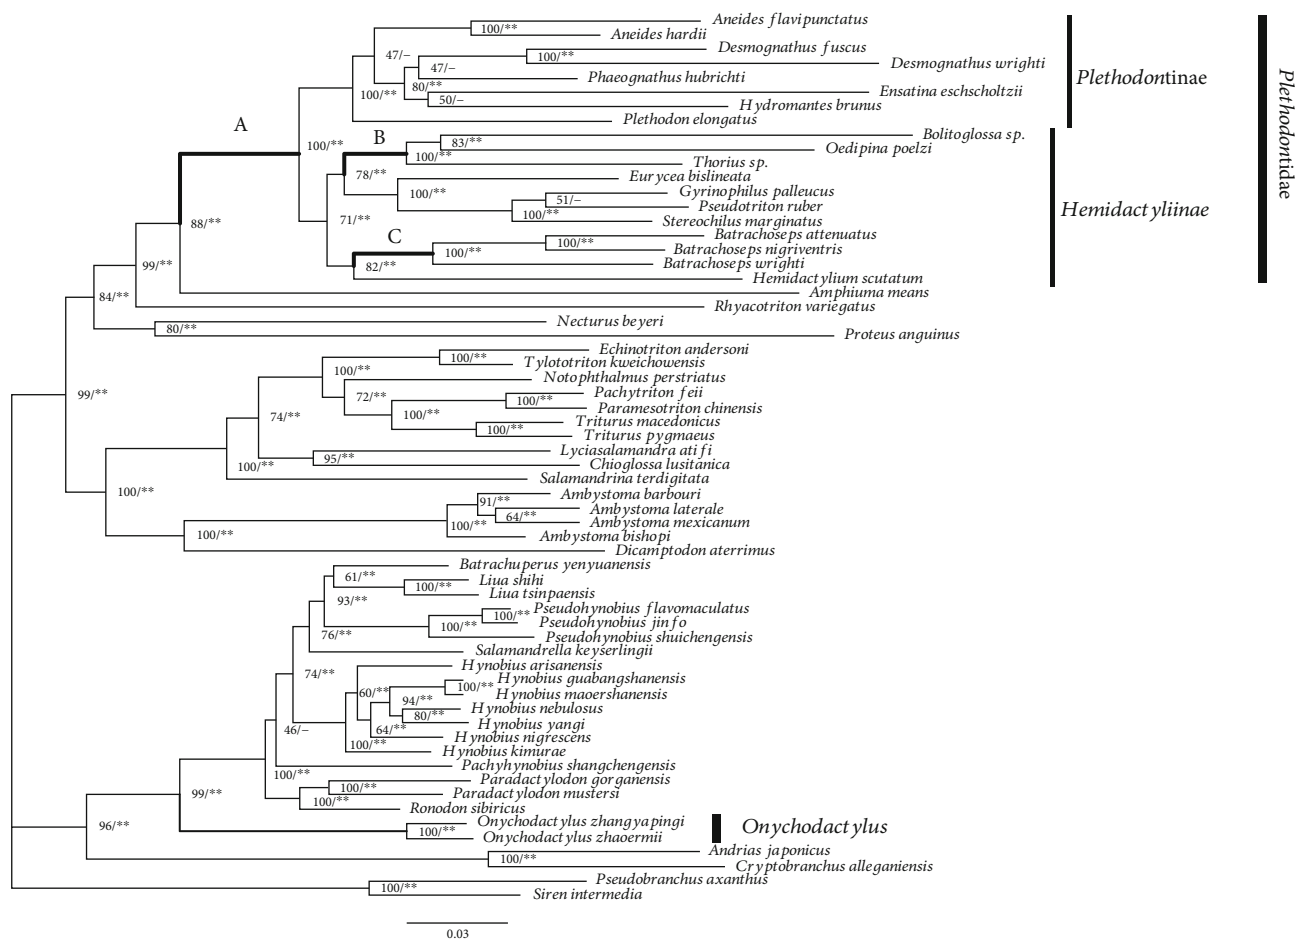 Aneides flavipunctatus
100/**
Aneides hardii
Desmognathus fuscus
47/–
100/**
Desmognathus wrighti
47/–
Phaeognathus hubrichti
Plethodontinae
80/**
Ensatina eschscholtzii
100/**
50/–
Hydromantes brunus
Plethodon elongatus
Plethodontidae
A
B
Bolitoglossa sp.
83/**
100/**
Oedipina poelzi
100/**
Thorius sp.
78/**
Eurycea bislineata
100/**
Gyrinophilus palleucus
51/–
Pseudotriton ruber
Hemidactyliinae
100/**
71/**
Stereochilus marginatus
88/**
C
Batrachoseps attenuatus
100/**
100/**
Batrachoseps nigriventris
82/**
Batrachoseps wrighti
99/**
Hemidactylium scutatum
Amphiuma means
84/**
Rhyacotriton variegatus
Necturus beyeri
80/**
Proteus anguinus
Echinotriton andersoni
100/**
Tylototriton kweichowensis
100/**
Notophthalmus perstriatus
99/**
72/**
Pachytriton feii
100/**
Paramesotriton chinensis
74/**
100/**
Triturus macedonicus
100/**
Triturus pygmaeus
Lyciasalamandra atifi
95/**
Chioglossa lusitanica
100/**
Salamandrina terdigitata
100/**
Ambystoma barbouri
91/**
Ambystoma laterale
64/**
Ambystoma mexicanum
100/**
100/**
Ambystoma bishopi
Dicamptodon aterrimus
Batrachuperus yenyuanensis
61/**
Liua shihi
100/**
Liua tsinpaensis
93/**
Pseudohynobius flavomaculatus
100/**
Pseudohynobius jinfo
100/**
76/**
Pseudohynobius shuichengensis
Salamandrella keyserlingii
74/**
Hynobius arisanensis
Hynobius guabangshanensis
100/**
60/**
Hynobius maoershanensis
94/**
Hynobius nebulosus
80/**
Hynobius yangi
46/–
64/**
Hynobius nigrescens
100/**
Hynobius kimurae
Pachyhynobius shangchengensis
100/**
Paradactylodon gorganensis
100/**
99/**
Paradactylodon mustersi
100/**
Ronodon sibiricus
Onychodactylus zhangyapingi
96/**
100/**
Onychodactylus
Onychodactylus zhaoermii
Andrias japonicus
100/**
Cryptobranchus alleganiensis
Pseudobranchus axanthus
100/**
Siren intermedia
0.03